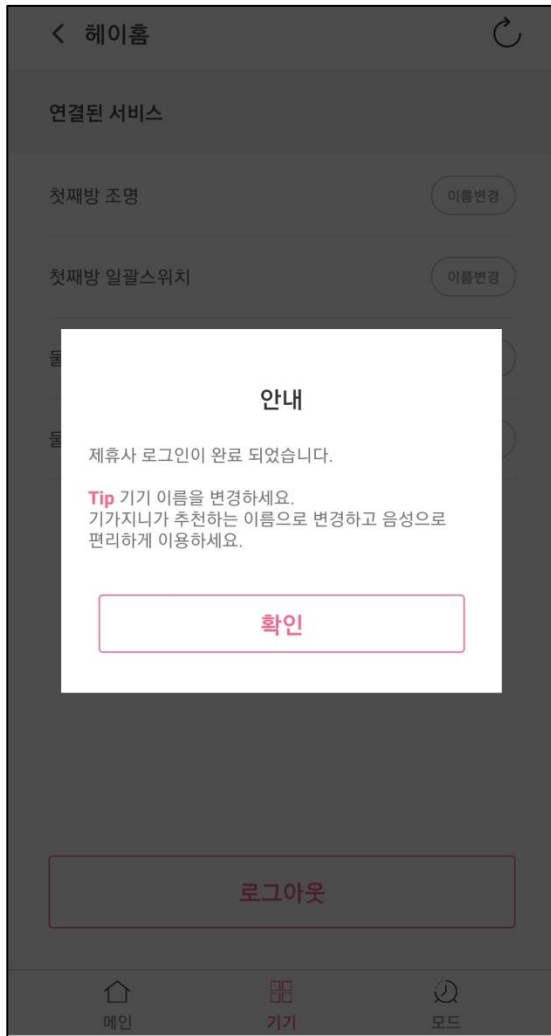 헤이홈
연결된 서비스
첫째방 조명
이름변경
첫째방 일괄스위치
이름변경
안내
제휴사 로그인이 완료 되었습니다.
Tip 기기 이름을 변경하세요.
기가지니가 추천하는 이름으로 변경하고 음성으로
편리하게 이용하세요.
확인
로그아웃
메인
기기
모드